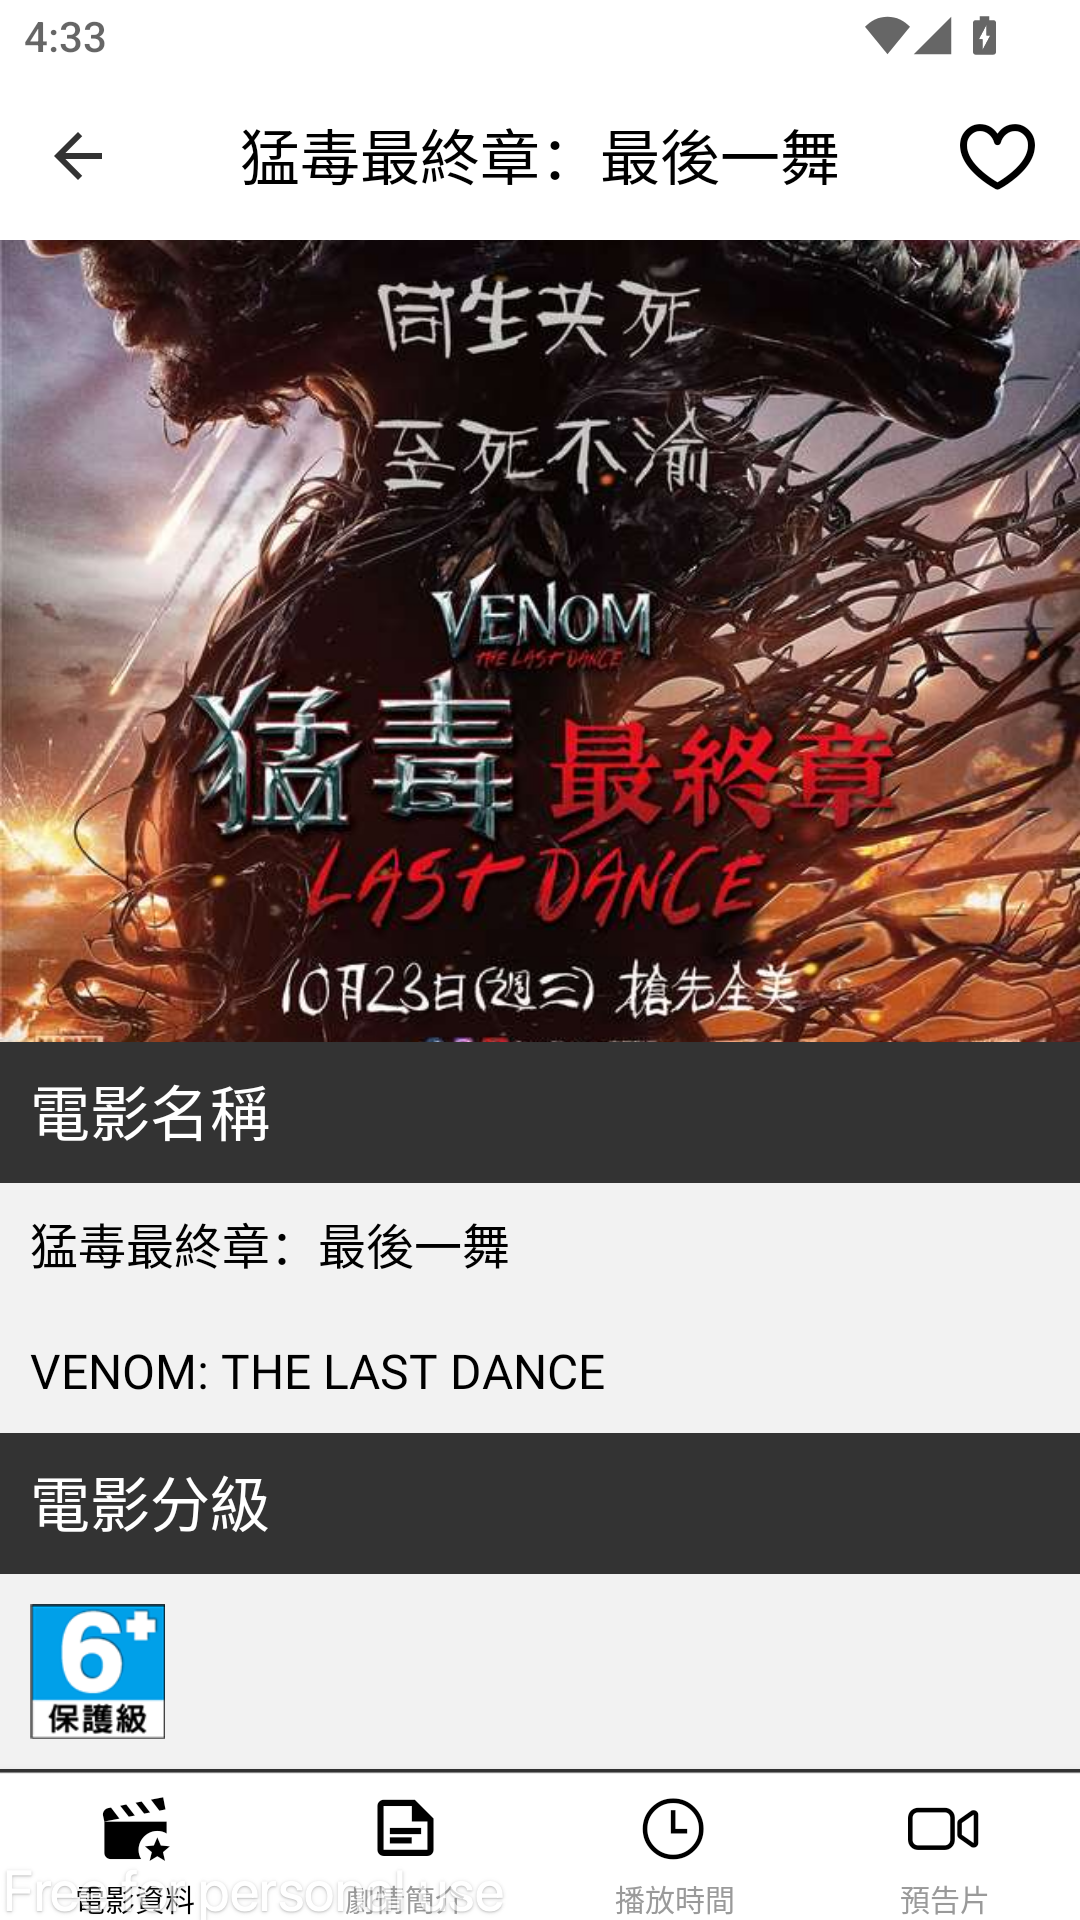 4:33
猛毒最終章：最後一舞
同生共死
至死不渝
VENOM
THE LAST DANCE
猛毒 最終章
LAST DANCE
10月23日(週三) 搶先全美
電影名稱
猛毒最終章：最後一舞
VENOM: THE LAST DANCE
電影分級
6+
保護級
電影資料
劇情簡介
播放時間
預告片
Free for personal use